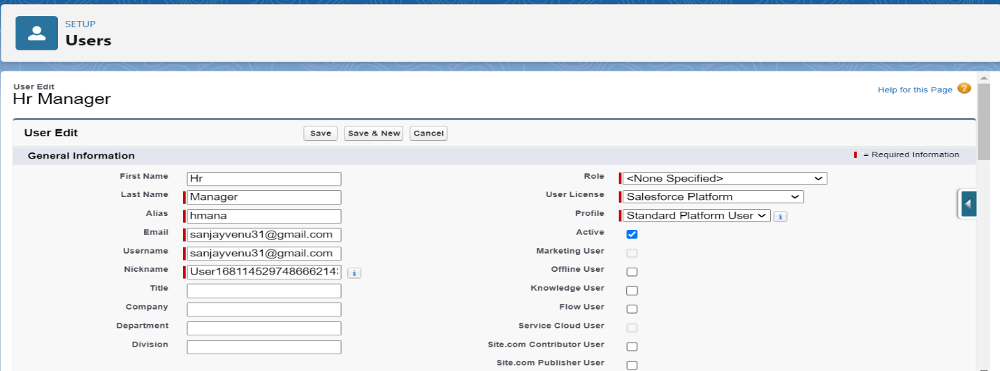 SETUP
Users
User Edit
Hr Manager
Help for this Page
User Edit
Save
Save & New
Cancel
General Information
= Required Information
First Name
Hr
Role
<None Specified>
Last Name
Manager
User License
Salesforce Platform
Alias
hmana
Profile
Standard Platform User
Email
sanjayvenu31@gmail.com
Active
Username
sanjayvenu31@gmail.com
Marketing User
Nickname
Offline User
Title
Knowledge User
Company
Flow User
Department
Service Cloud User
Division
Site.com Contributor User
Site.com Publisher User